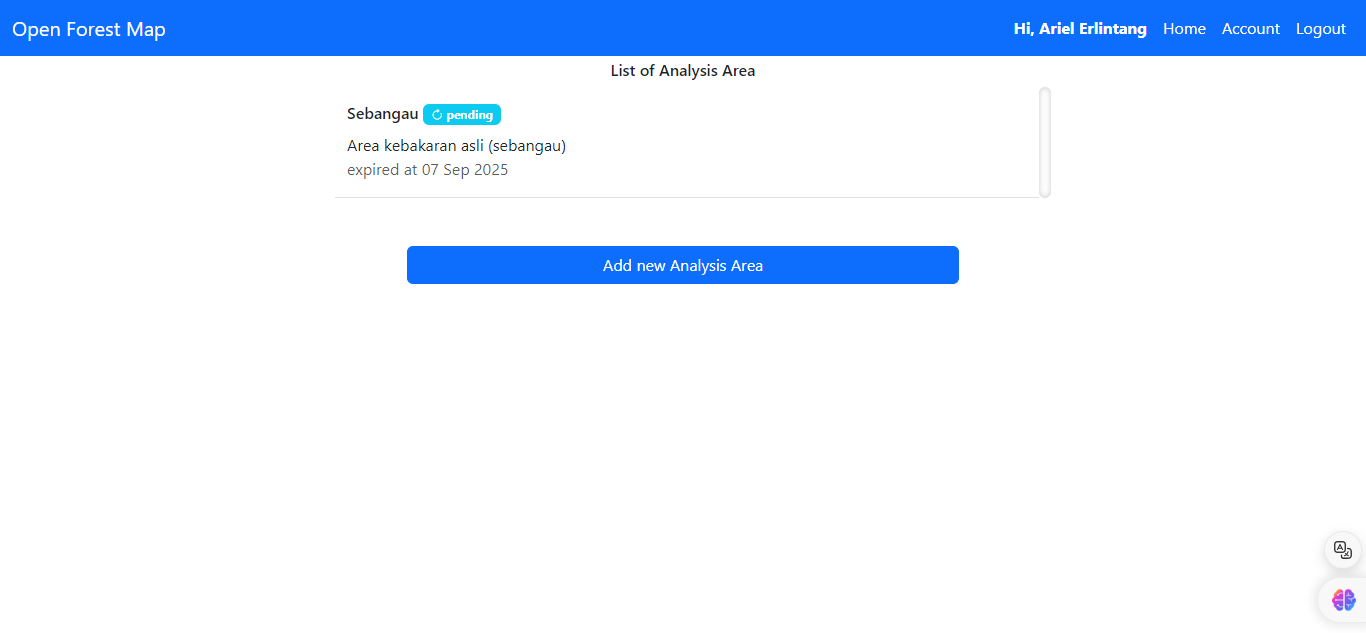 Open Forest Map
Hi, Ariel Erlintang Home Account Logout
List of Analysis Area
Sebangau pending
Area kebakaran asli (sebangau)
expired at 07 Sep 2025
Add new Analysis Area